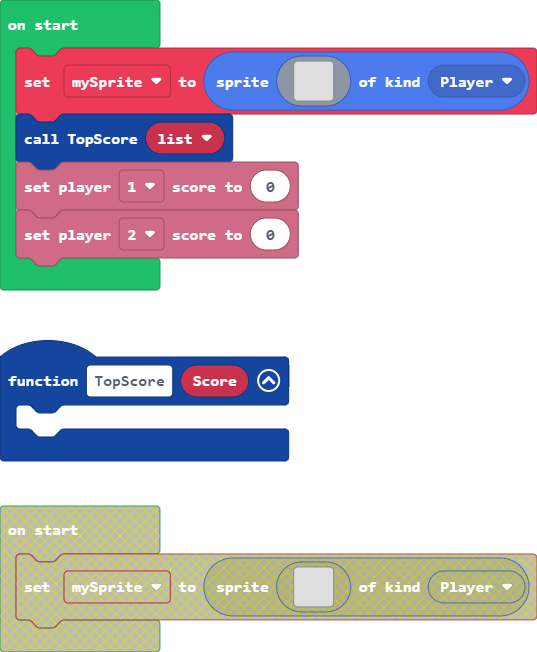 on start
set mySprite to sprite of kind Player
call TopScore list
set player 1 score to 0
set player 2 score to 0
function TopScore Score
on start
set mySprite to sprite of kind Player